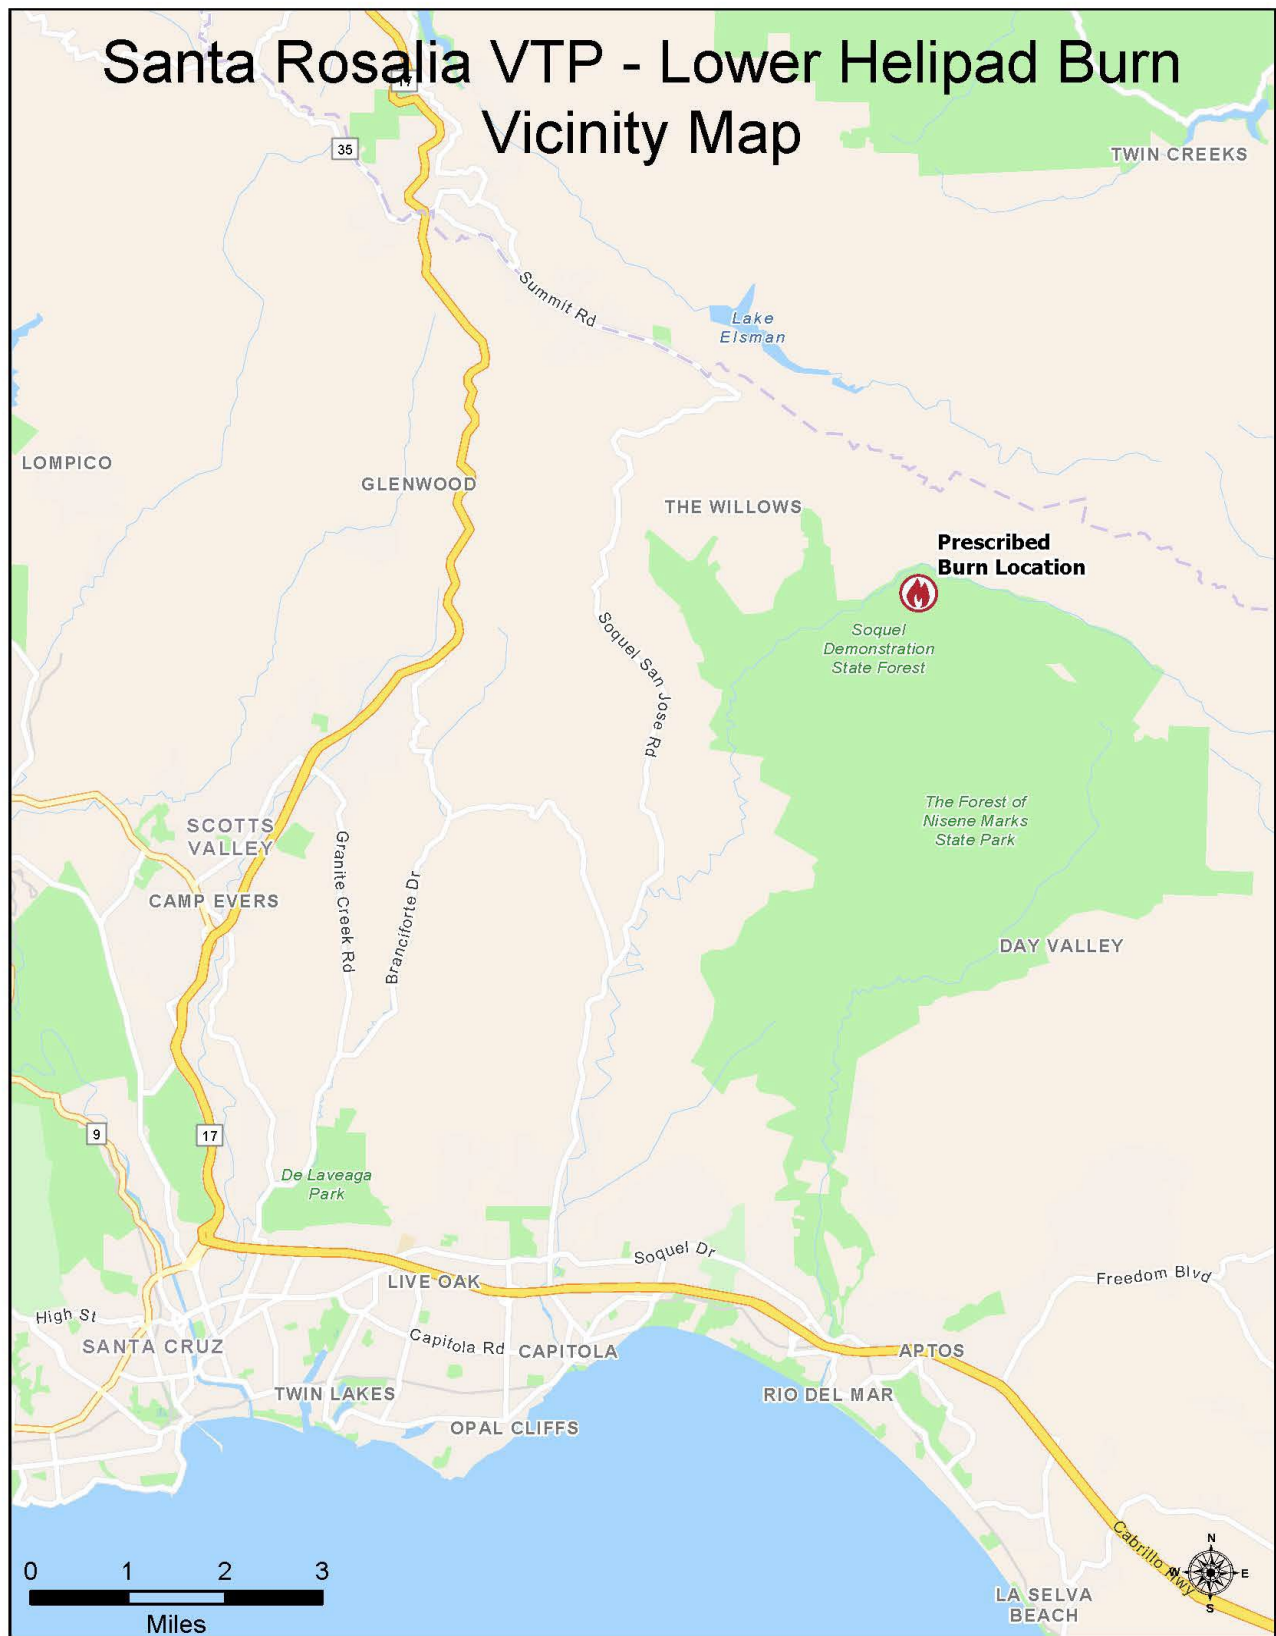 Santa Rosalia VTP - Lower Helipad Burn
Vicinity Map
17
35
TWIN CREEKS
Summit Rd
Lake
Elsman
LOMPICO
GLENWOOD
THE WILLOWS
Prescribed
Burn Location
Soquel
Demonstration
State Forest
Soquel San Jose Rd
The Forest of
Nisene Marks
State Park
SCOTTS
VALLEY
Granite Creek Rd
Branciforte Dr
CAMP EVERS
DAY VALLEY
9
17
De Laveaga
Park
Soquel Dr
LIVE OAK
Freedom Blvd
High St
SANTA CRUZ
Capitola Rd
CAPITOLA
APTOS
TWIN LAKES
RIO DEL MAR
OPAL CLIFFS
Cabrillo Hwy
N
W
E
S
0 1 2 3
Miles
LA SELVA
BEACH